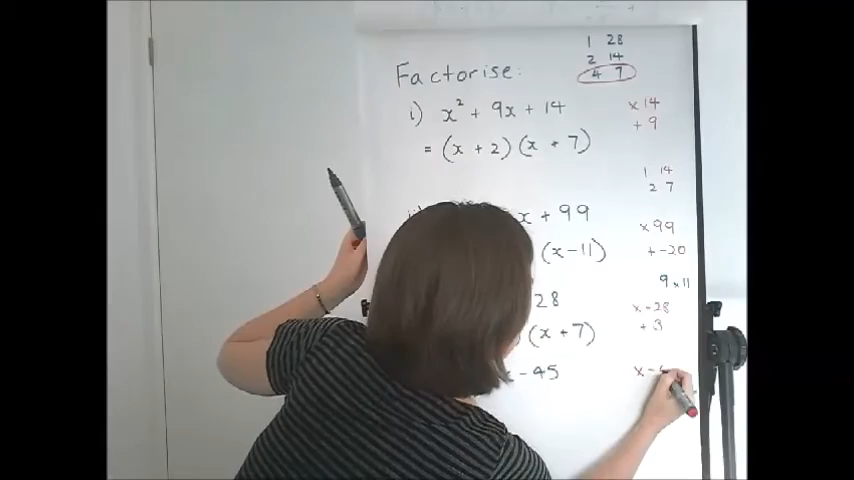 1 28
2 14
4 7
Factorise:
i) x² + 9x + 14
× 14
+ 9
= (x + 2)(x + 7)
1 14
2 7
x + 99
× 99
(x - 11)
+ -20
9 × 11
28
× -28
+ 3
(x + 7)
- 45
× -